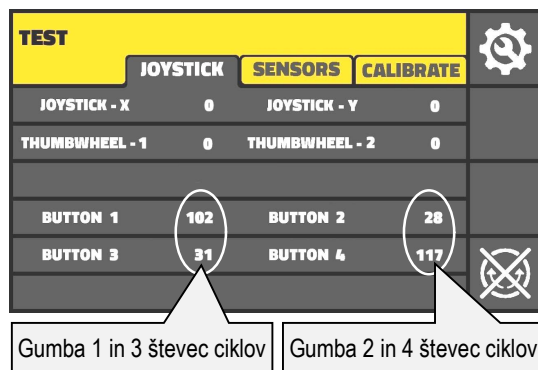 TEST
JOYSTICK SENSORS CALIBRATE
JOYSTICK - X 0 JOYSTICK - Y 0
THUMBWHEEL - 1 0 THUMBWHEEL - 2 0
BUTTON 1 102 BUTTON 2 28
BUTTON 3 31 BUTTON 4 117
Gumba 1 in 3 števec ciklov Gumba 2 in 4 števec ciklov